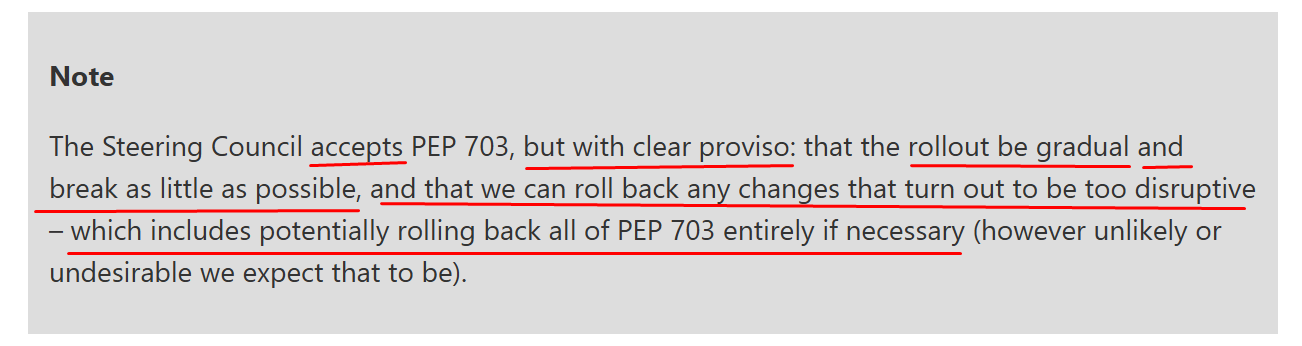 Note
The Steering Council accepts PEP 703, but with clear proviso: that the rollout be gradual and
break as little as possible, and that we can roll back any changes that turn out to be too disruptive
– which includes potentially rolling back all of PEP 703 entirely if necessary (however unlikely or
undesirable we expect that to be).